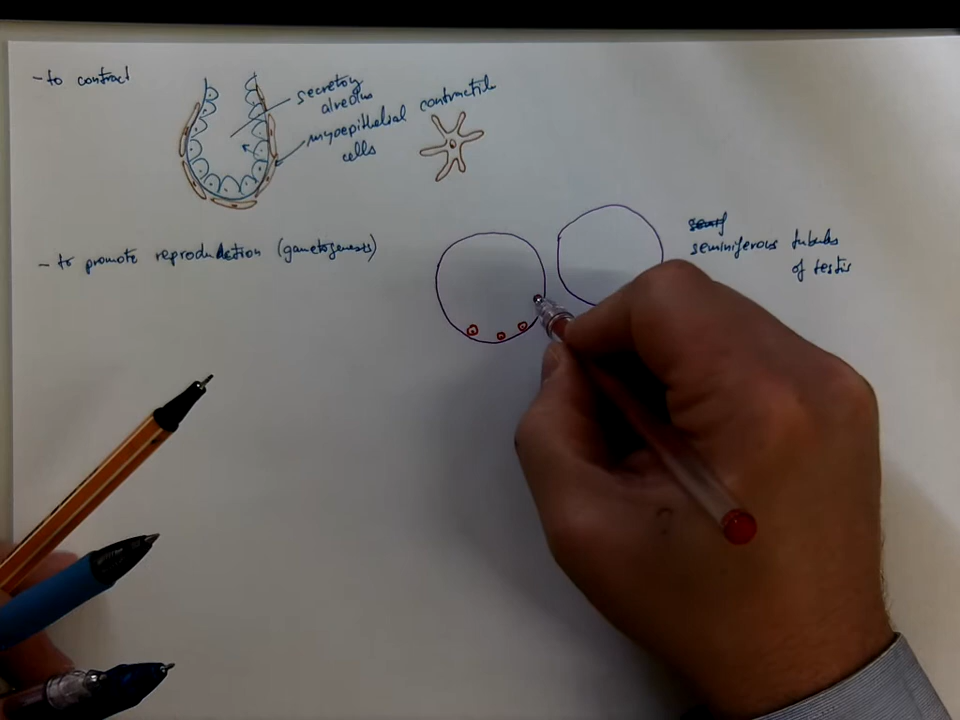 - to contract
secretory
alveolus
myoepithelial
cells
contractile
- to promote reproduction (gametogenesis)
seminiferous tubules
of testis